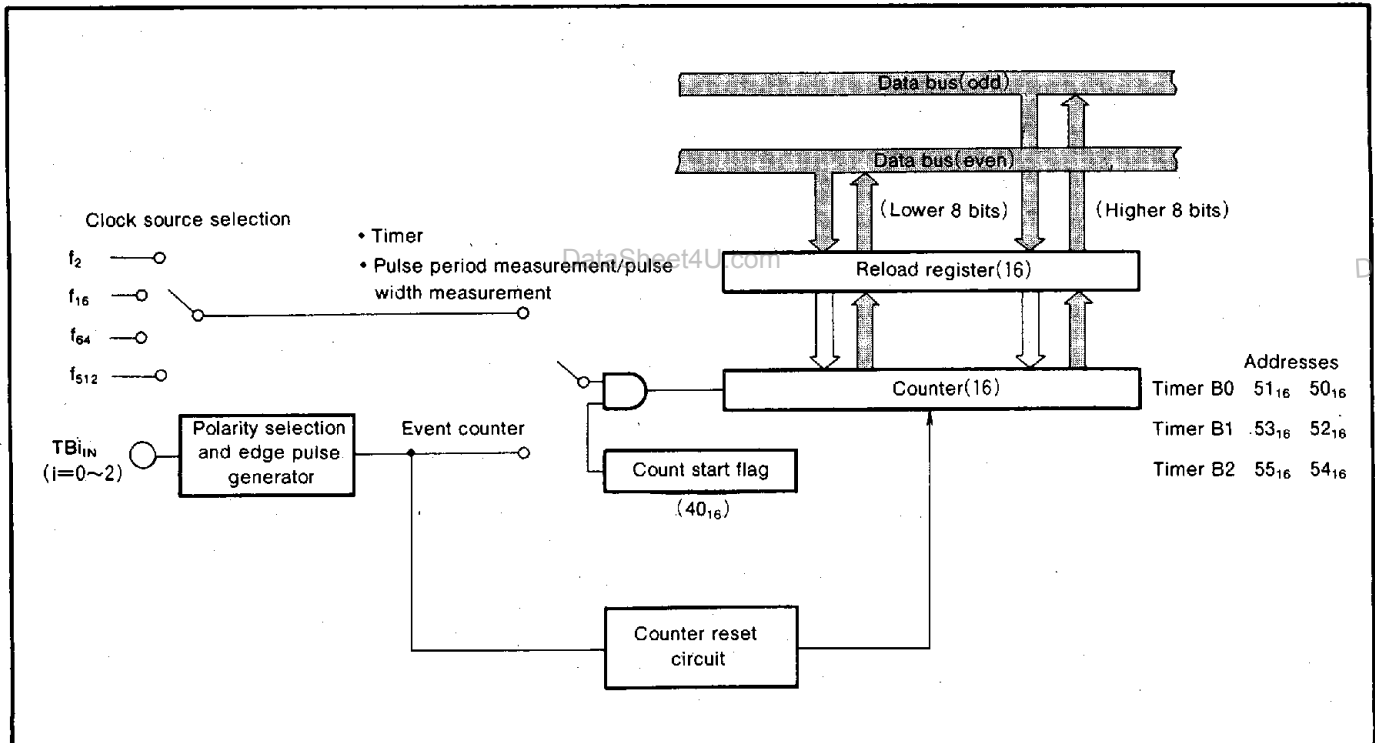 Data bus(odd)
Data bus(even)
(Lower 8 bits)
(Higher 8 bits)
Clock source selection
f₂
f₁₆
f₆₄
f₅₁₂
• Timer
• Pulse period measurement/pulse
width measurement
DataSheet4U.com
D
Reload register(16)
Counter(16)
Addresses
Timer B0 51₁₆ 50₁₆
Timer B1 53₁₆ 52₁₆
Timer B2 55₁₆ 54₁₆
TBi_IN
(i=0~2)
Polarity selection
and edge pulse
generator
Event counter
Count start flag
(40₁₆)
Counter reset
circuit